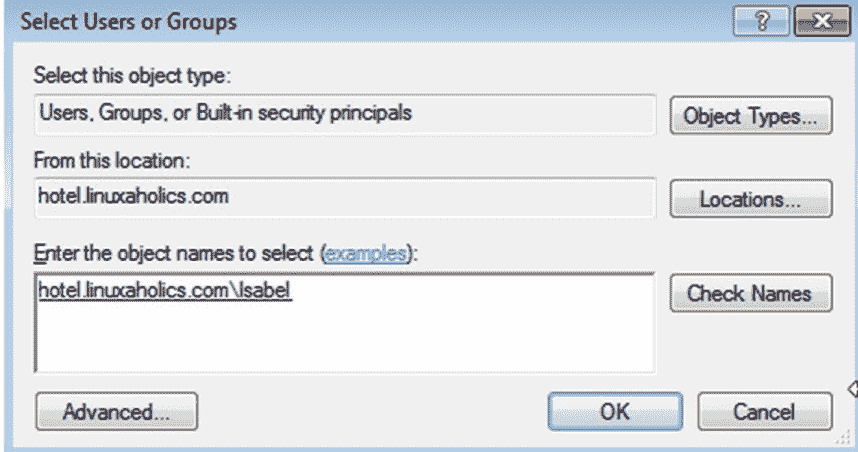 Select Users or Groups
Select this object type:
Users, Groups, or Built-in security principals
Object Types...
From this location:
hotel.linuxaholics.com
Locations...
Enter the object names to select (examples):
hotel.linuxaholics.com\Isabel
Check Names
Advanced...
OK
Cancel